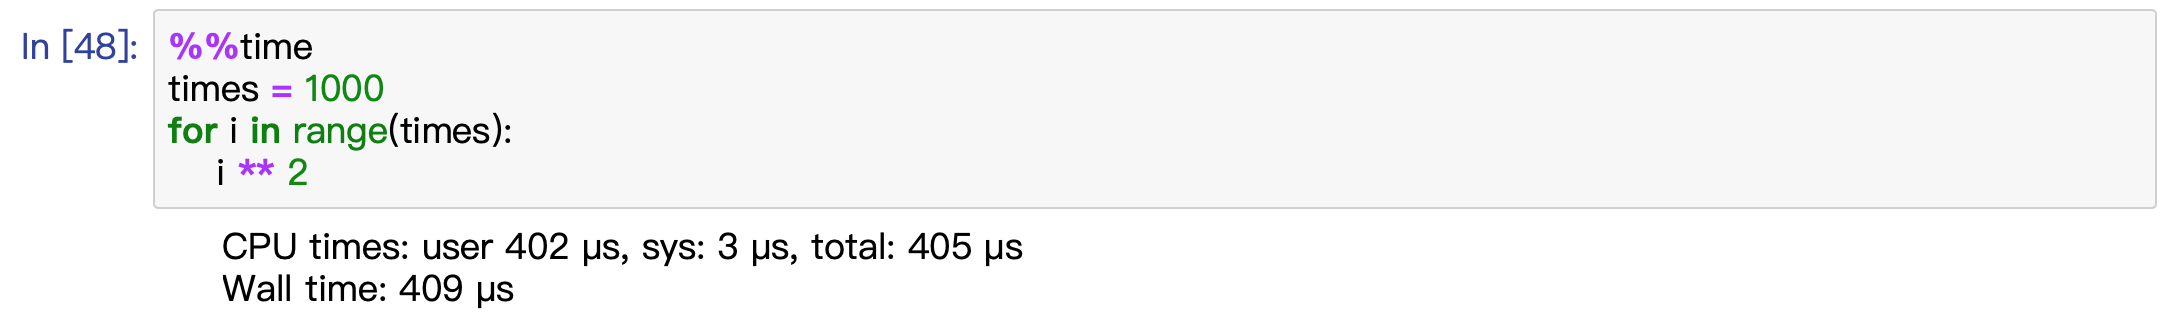 In [48]:
%%time
times = 1000
for i in range(times):
    i ** 2
CPU times: user 402 µs, sys: 3 µs, total: 405 µs
Wall time: 409 µs